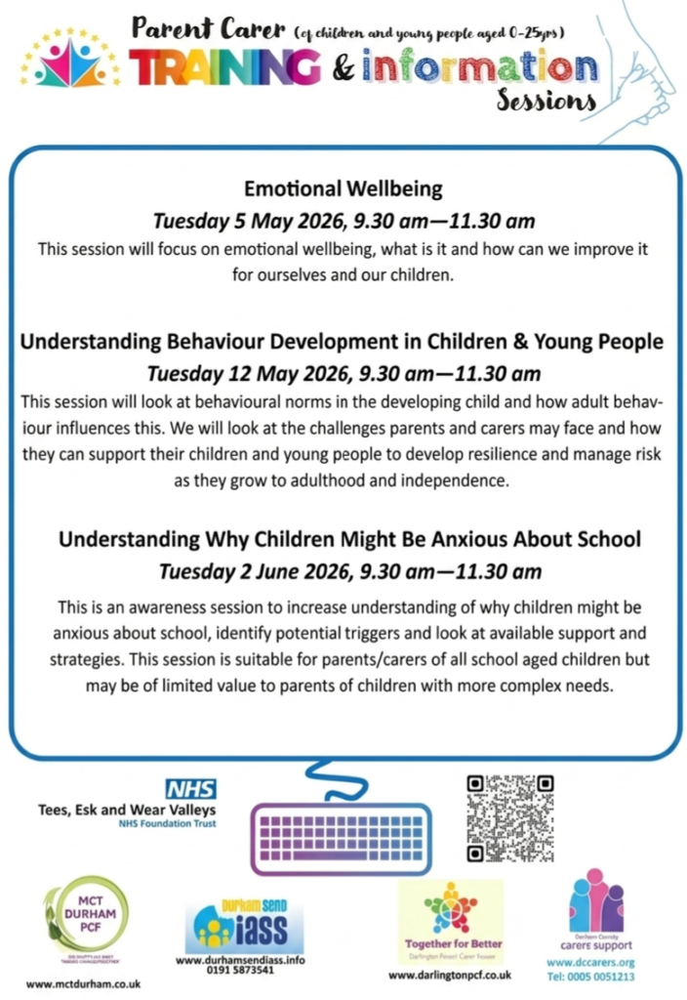 Parent Carer (of children and young people aged 0-25yrs)
TRAINING & information
Sessions
Emotional Wellbeing
Tuesday 5 May 2026, 9.30 am—11.30 am
This session will focus on emotional wellbeing, what is it and how can we improve it
for ourselves and our children.
Understanding Behaviour Development in Children & Young People
Tuesday 12 May 2026, 9.30 am—11.30 am
This session will look at behavioural norms in the developing child and how adult behav-
iour influences this. We will look at the challenges parents and carers may face and how
they can support their children and young people to develop resilience and manage risk
as they grow to adulthood and independence.
Understanding Why Children Might Be Anxious About School
Tuesday 2 June 2026, 9.30 am—11.30 am
This is an awareness session to increase understanding of why children might be
anxious about school, identify potential triggers and look at available support and
strategies. This session is suitable for parents/carers of all school aged children but
may be of limited value to parents of children with more complex needs.
NHS
Tees, Esk and Wear Valleys
NHS Foundation Trust
MCT
DURHAM
PCF
www.mctdurham.co.uk
Durham SEND
iass
www.durhamsendiass.info
0191 5873541
Together for Better
Darlington Parent Carer
www.darlingtonpcf.co.uk
Durham County
carers support
www.dccarers.org
Tel: 0005 0051213